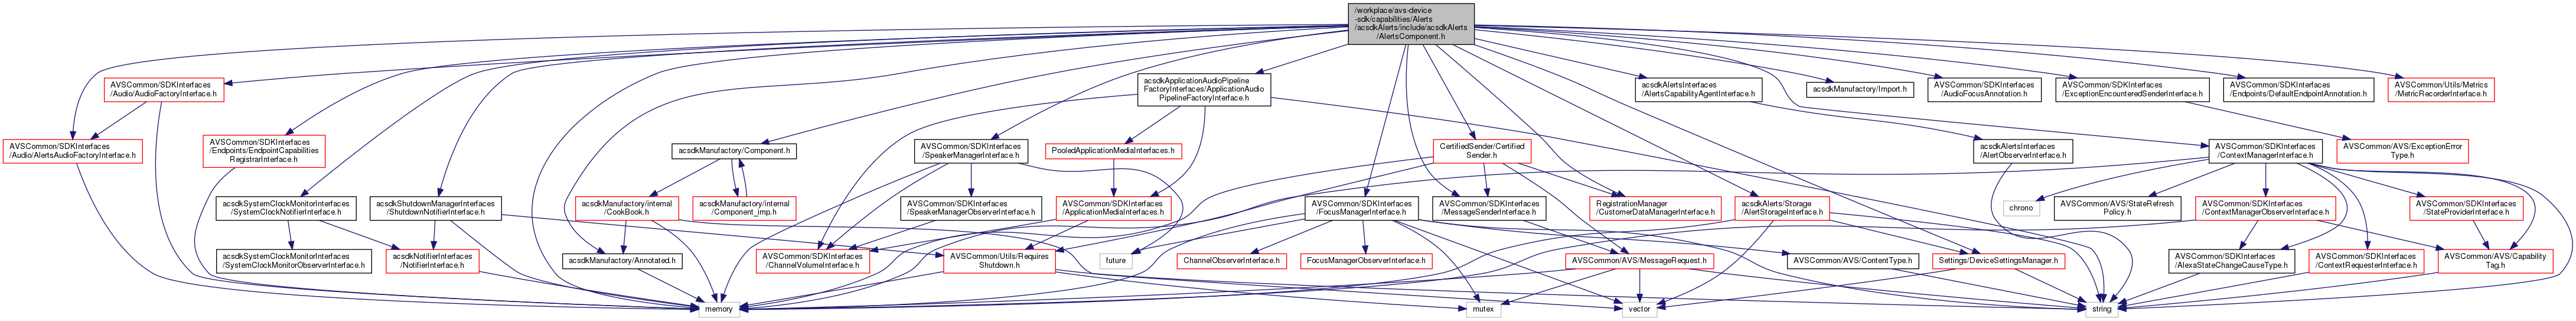 /workplace/avs-device
-sdk/capabilities/Alerts
/acsdkAlerts/include/acsdkAlerts
/AlertsComponent.h
AVSCommon/SDKInterfaces
/Audio/AudioFactoryInterface.h
acsdkApplicationAudioPipeline
FactoryInterfaces/ApplicationAudio
PipelineFactoryInterface.h
acsdkAlertsInterfaces
/AlertsCapabilityAgentInterface.h
acsdkManufactory/Import.h
AVSCommon/SDKInterfaces
/AudioFocusAnnotation.h
AVSCommon/SDKInterfaces
/ExceptionEncounteredSenderInterface.h
AVSCommon/SDKInterfaces
/Endpoints/DefaultEndpointAnnotation.h
AVSCommon/Utils/Metrics
/MetricRecorderInterface.h
AVSCommon/SDKInterfaces
/Audio/AlertsAudioFactoryInterface.h
AVSCommon/SDKInterfaces
/Endpoints/EndpointCapabilities
RegistrarInterface.h
acsdkManufactory/Component.h
AVSCommon/SDKInterfaces
/SpeakerManagerInterface.h
PooledApplicationMediaInterfaces.h
CertifiedSender/Certified
Sender.h
acsdkAlertsInterfaces
/AlertObserverInterface.h
AVSCommon/SDKInterfaces
/ContextManagerInterface.h
AVSCommon/AVS/ExceptionError
Type.h
acsdkSystemClockMonitorInterfaces
/SystemClockNotifierInterface.h
acsdkShutdownManagerInterfaces
/ShutdownNotifierInterface.h
acsdkManufactory/internal
/CookBook.h
acsdkManufactory/internal
/Component_imp.h
AVSCommon/SDKInterfaces
/SpeakerManagerObserverInterface.h
AVSCommon/SDKInterfaces
/ApplicationMediaInterfaces.h
AVSCommon/SDKInterfaces
/FocusManagerInterface.h
AVSCommon/SDKInterfaces
/MessageSenderInterface.h
RegistrationManager
/CustomerDataManagerInterface.h
acsdkAlerts/Storage
/AlertStorageInterface.h
chrono
AVSCommon/AVS/StateRefresh
Policy.h
AVSCommon/SDKInterfaces
/ContextManagerObserverInterface.h
AVSCommon/SDKInterfaces
/StateProviderInterface.h
acsdkSystemClockMonitorInterfaces
/SystemClockMonitorObserverInterface.h
acsdkNotifierInterfaces
/NotifierInterface.h
acsdkManufactory/Annotated.h
AVSCommon/SDKInterfaces
/ChannelVolumeInterface.h
AVSCommon/Utils/Requires
Shutdown.h
future
ChannelObserverInterface.h
FocusManagerObserverInterface.h
AVSCommon/AVS/MessageRequest.h
AVSCommon/AVS/ContentType.h
Settings/DeviceSettingsManager.h
AVSCommon/SDKInterfaces
/AlexaStateChangeCauseType.h
AVSCommon/SDKInterfaces
/ContextRequesterInterface.h
AVSCommon/AVS/Capability
Tag.h
memory
mutex
vector
string